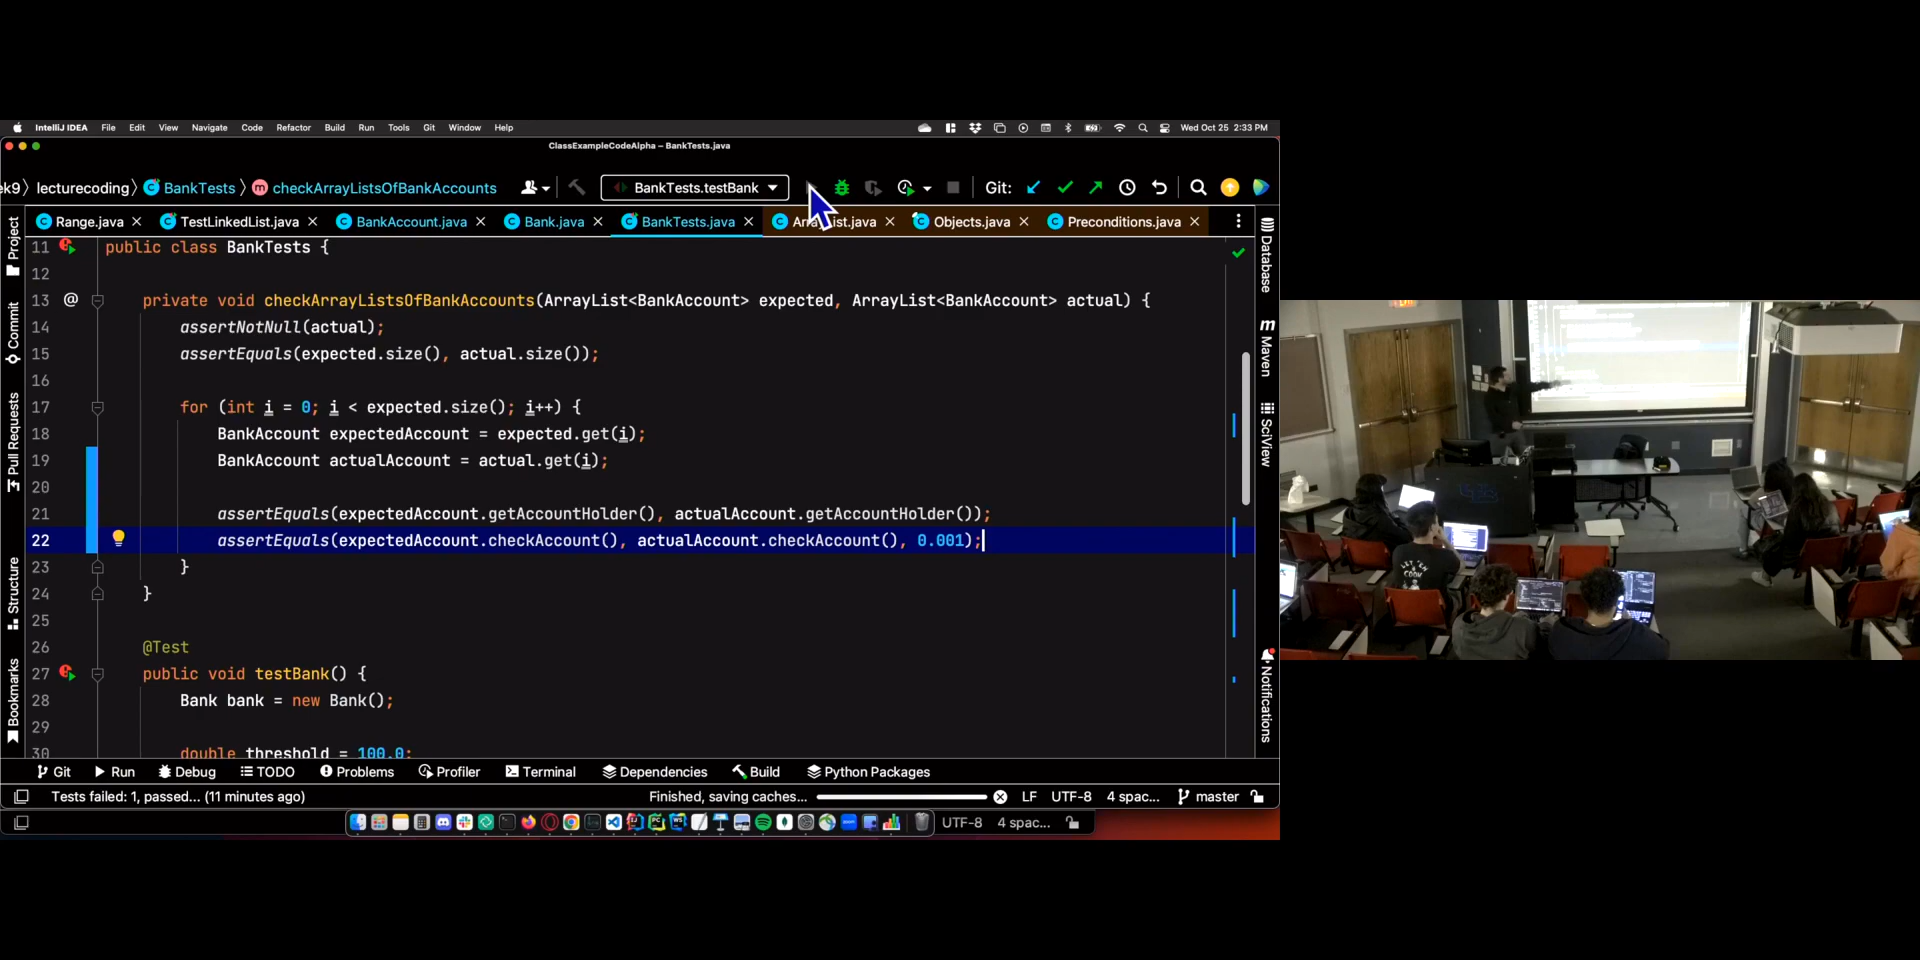 IntelliJ IDEA File Edit View Navigate Code Refactor Build Run Tools Git Window Help Wed Oct 25 2:33 PM
ClassExampleCodeAlpha – BankTests.java
ek9 〉 lecturecoding 〉 BankTests 〉 checkArrayListsOfBankAccounts BankTests.testBank Git:
Range.java TestLinkedList.java BankAccount.java Bank.java BankTests.java ArrayList.java Objects.java Preconditions.java
Project
Commit
Pull Requests
Structure
Bookmarks
11 public class BankTests {
12
13 @ private void checkArrayListsOfBankAccounts(ArrayList<BankAccount> expected, ArrayList<BankAccount> actual) {
14 assertNotNull(actual);
15 assertEquals(expected.size(), actual.size());
16
17 for (int i = 0; i < expected.size(); i++) {
18 BankAccount expectedAccount = expected.get(i);
19 BankAccount actualAccount = actual.get(i);
20
21 assertEquals(expectedAccount.getAccountHolder(), actualAccount.getAccountHolder());
22 assertEquals(expectedAccount.checkAccount(), actualAccount.checkAccount(), 0.001);
23 }
24 }
25
26 @Test
27 public void testBank() {
28 Bank bank = new Bank();
29
30 double threshold = 100.0;
Database
Maven
SciView
Notifications
Git Run Debug TODO Problems Profiler Terminal Dependencies Build Python Packages
Tests failed: 1, passed... (11 minutes ago) Finished, saving caches... LF UTF-8 4 spac... master
UTF-8 4 spac...